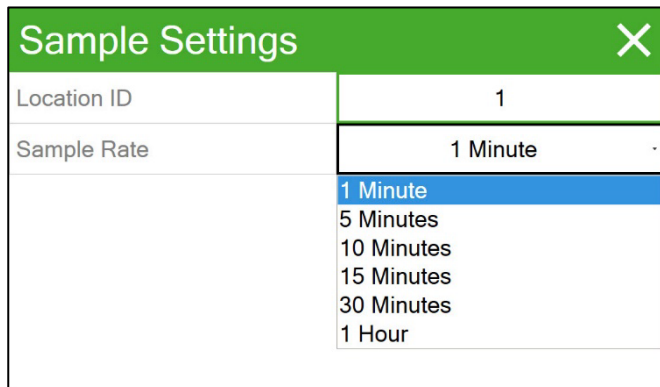 Sample Settings
Location ID 1
Sample Rate 1 Minute
1 Minute
5 Minutes
10 Minutes
15 Minutes
30 Minutes
1 Hour